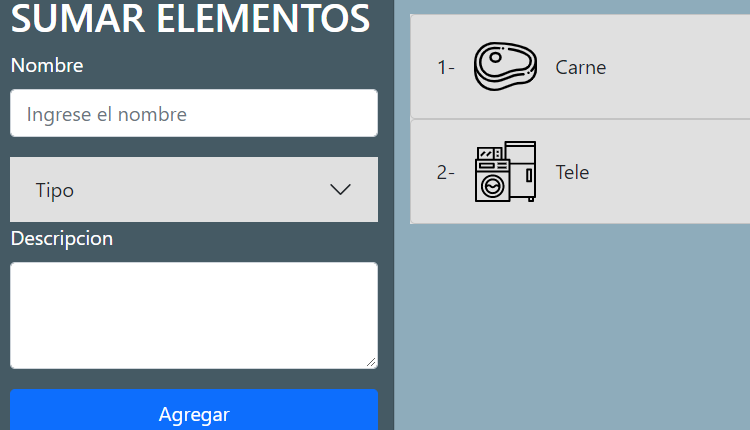 SUMAR ELEMENTOS
Nombre
Ingrese el nombre
Tipo
Descripcion
Agregar
1- Carne
2- Tele